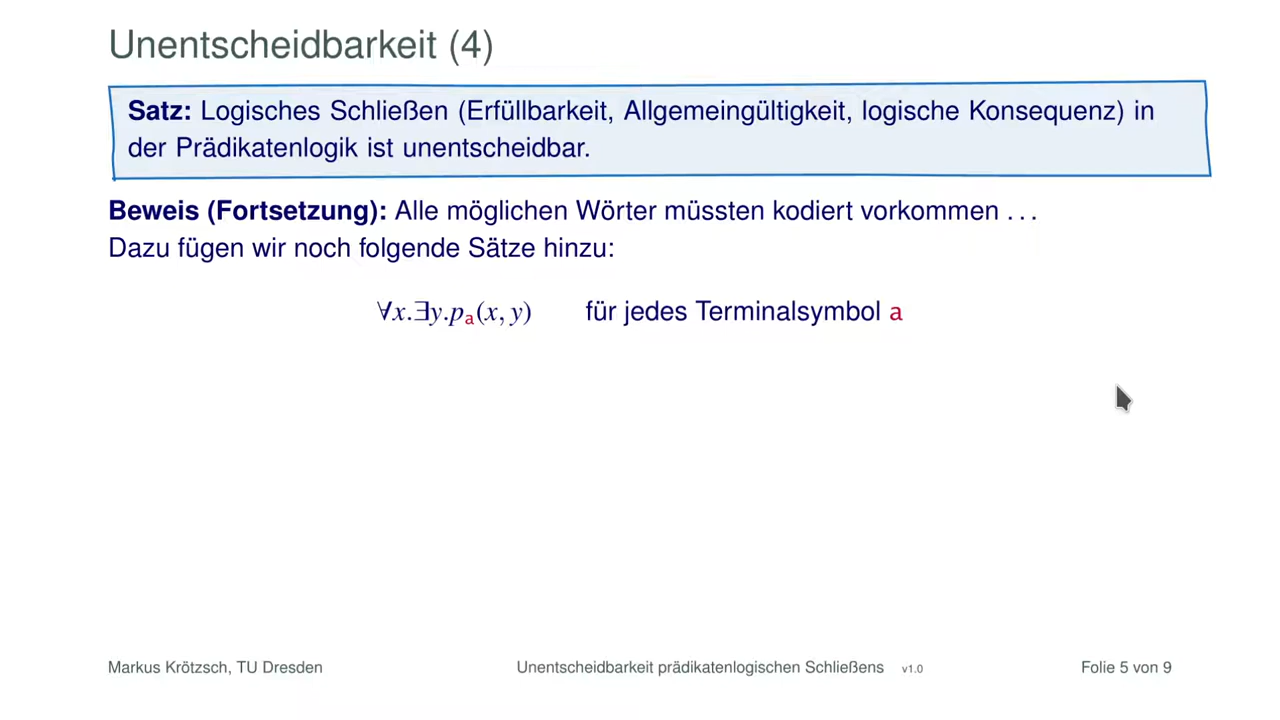 Unentscheidbarkeit (4)
Satz: Logisches Schließen (Erfüllbarkeit, Allgemeingültigkeit, logische Konsequenz) in
der Prädikatenlogik ist unentscheidbar.
Beweis (Fortsetzung): Alle möglichen Wörter müssten kodiert vorkommen . . .
Dazu fügen wir noch folgende Sätze hinzu:
∀x.∃y.pₐ(x, y) für jedes Terminalsymbol a
Markus Krötzsch, TU Dresden Unentscheidbarkeit prädikatenlogischen Schließens v1.0 Folie 5 von 9